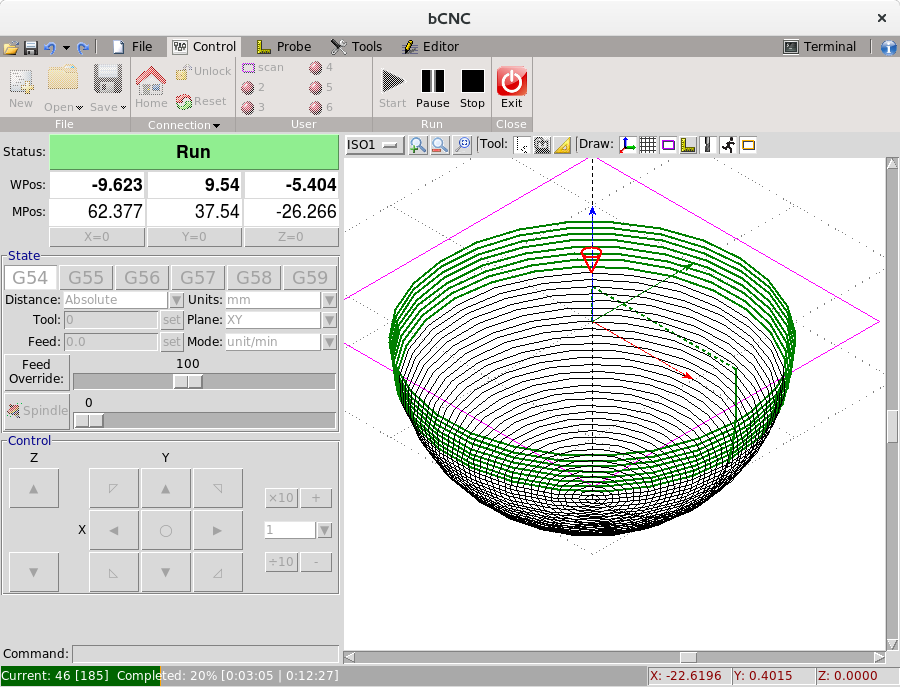 bCNC
File Control Probe Tools Editor Terminal
New Open Save Home Unlock Reset scan 2 3 4 5 6 Start Pause Stop Exit
File Connection User Run Close
Status: Run
WPos: -9.623 9.54 -5.404
MPos: 62.377 37.54 -26.266
X=0 Y=0 Z=0
State
G54 G55 G56 G57 G58 G59
Distance: Absolute Units: mm
Tool: 0 set Plane: XY
Feed: 0.0 set Mode: unit/min
Feed
Override:
100
Spindle
0
Control
Z Y
×10 +
X 1
÷10 -
Command:
ISO1 Tool: Draw:
Current: 46 [185] Completed: 20% [0:03:05 | 0:12:27]
X: -22.6196 Y: 0.4015 Z: 0.0000